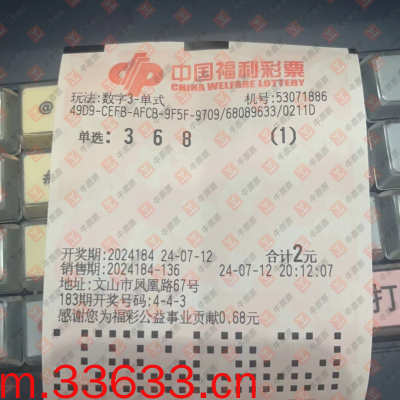 中国福利彩票
CHINA WELFARE LOTTERY
玩法:数字3-单式 机号:53071886
49D9-CEFB-AFCB-9F5F-9709/68089633/0211D
单选: 3 6 8 (1)
开奖期:2024184 24-07-12 合计2元
销售期:2024184-136 24-07-12 20:12:07
地址:文山市凤凰路67号
183期开奖号码:4-4-3
感谢您为福彩公益事业贡献0.68元
@
#
打
m.33633.cn